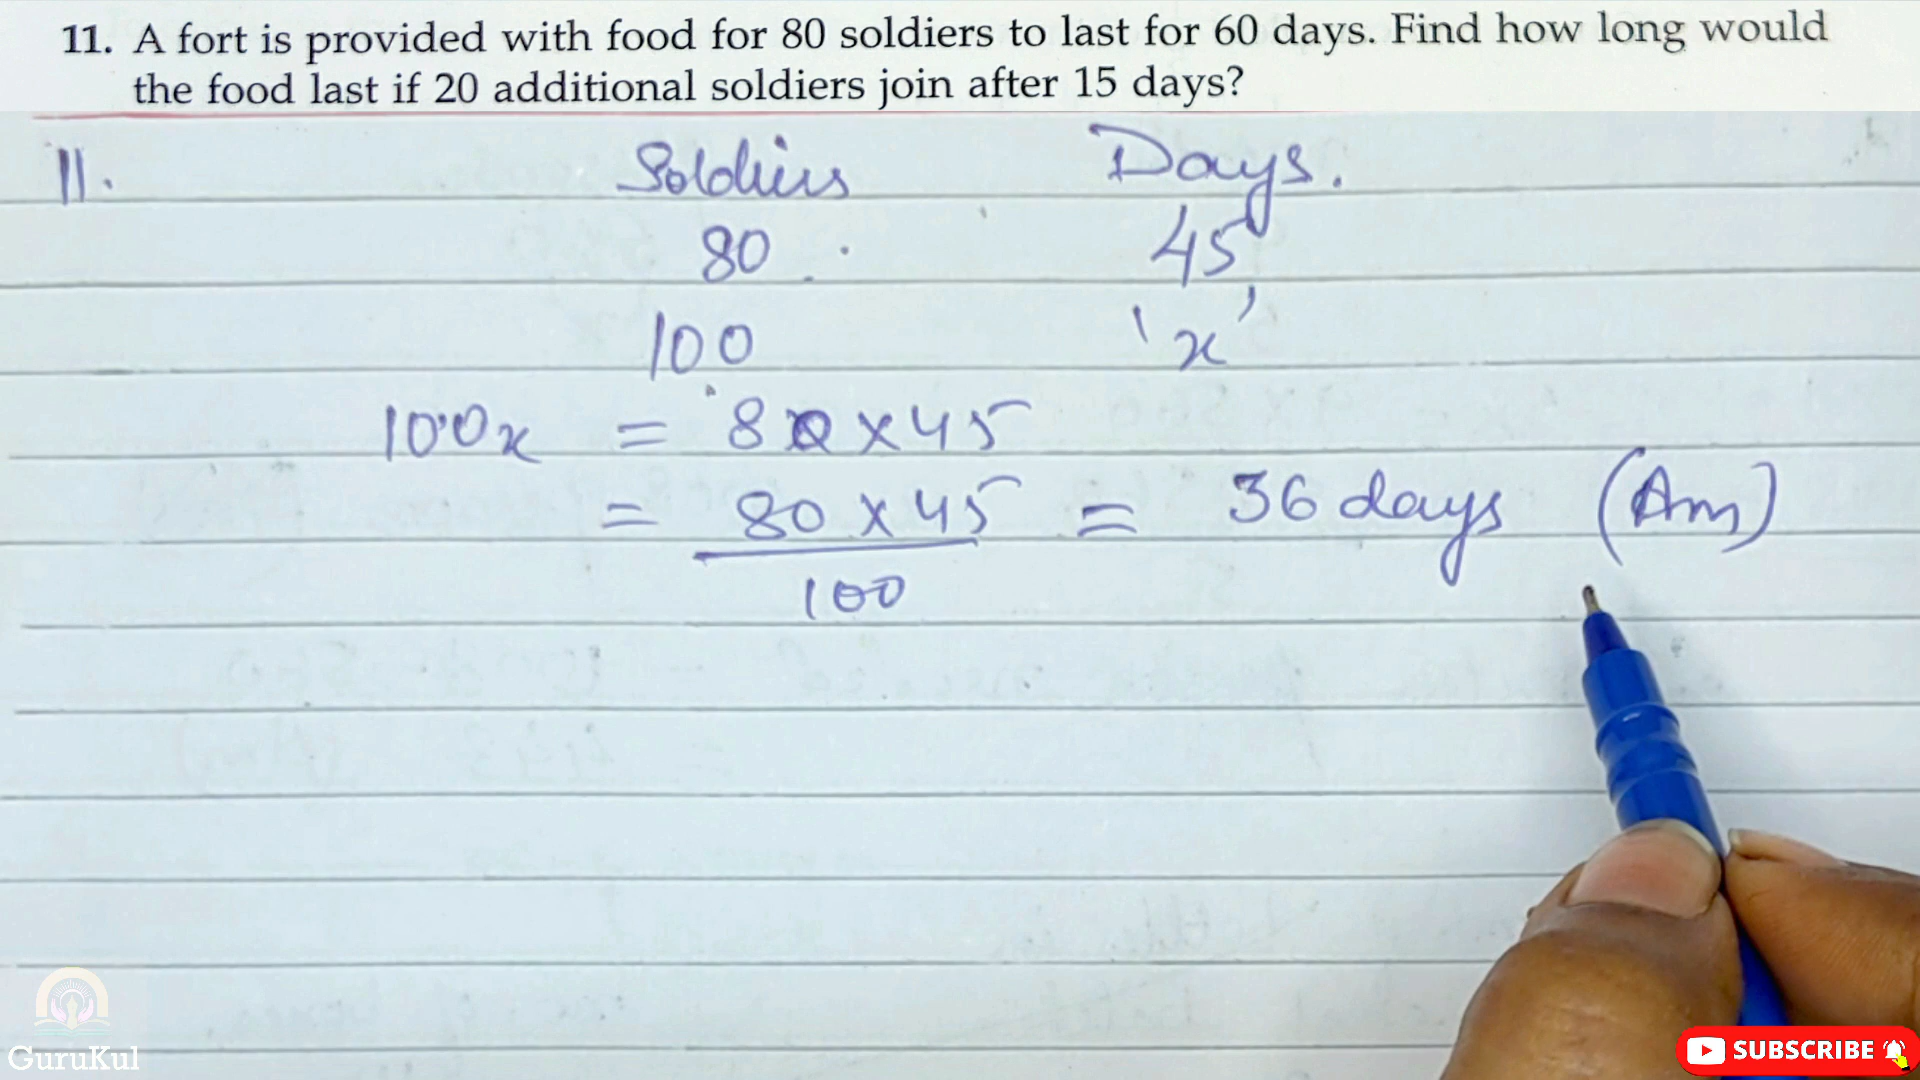 11. A fort is provided with food for 80 soldiers to last for 60 days. Find how long would
the food last if 20 additional soldiers join after 15 days?
11. Soldiers Days.
80 45
100 'x'
100x = 80 x 45
= 80 x 45 = 36 days (Ans)
100
GuruKul
SUBSCRIBE